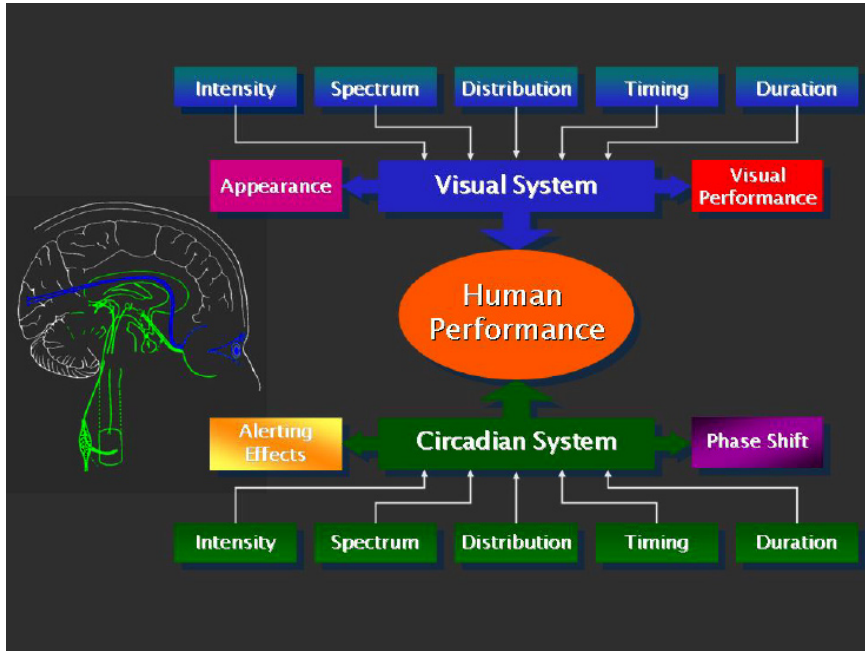 Intensity
Spectrum
Distribution
Timing
Duration
Appearance
Visual System
Visual
Performance
Human
Performance
Alerting
Effects
Circadian System
Phase Shift
Intensity
Spectrum
Distribution
Timing
Duration